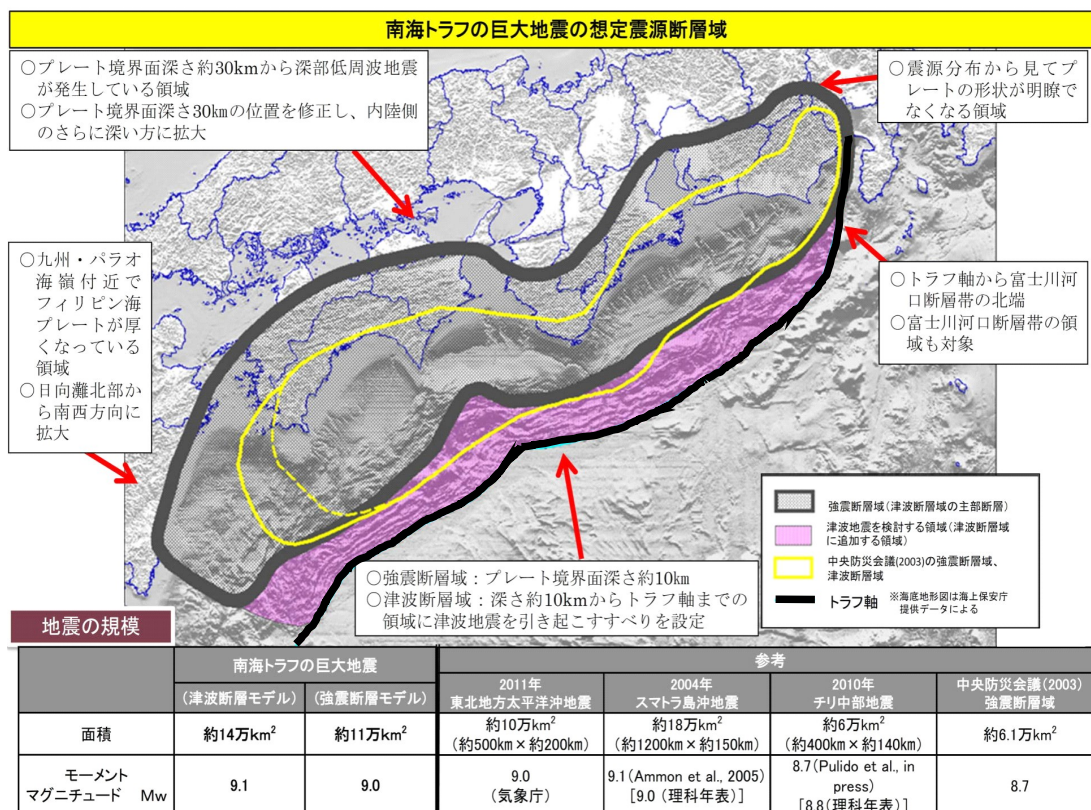 南海トラフの巨大地震の想定震源断層域
○プレート境界面深さ約30kmから深部低周波地震
が発生している領域
○プレート境界面深さ30kmの位置を修正し、内陸側
のさらに深い方に拡大
○震源分布から見てプ
レートの形状が明瞭で
なくなる領域
○九州・パラオ
海嶺付近で
フィリピン海
プレートが厚
くなっている
領域
○日向灘北部か
ら南西方向に
拡大
○トラフ軸から富士川河
口断層帯の北端
○富士川河口断層帯の領
域も対象
強震断層域(津波断層域の主部断層)
津波地震を検討する領域(津波断層域
に追加する領域)
中央防災会議(2003)の強震断層域、
津波断層域
トラフ軸 ※海底地形図は海上保安庁
提供データによる
○強震断層域：プレート境界面深さ約10km
○津波断層域：深さ約10kmからトラフ軸までの
領域に津波地震を引き起こすすべりを設定
地震の規模
南海トラフの巨大地震 参考
(津波断層モデル) (強震断層モデル) 2011年 2004年 2010年 中央防災会議(2003)
東北地方太平洋沖地震 スマトラ島沖地震 チリ中部地震 強震断層域
面積 約14万km² 約11万km² 約10万km² 約18万km² 約6万km² 約6.1万km²
(約500km×約200km) (約1200km×約150km) (約400km×約140km)
モーメント
マグニチュード Mw 9.1 9.0 9.0 9.1(Ammon et al., 2005) 8.7(Pulido et al., in 8.7
(気象庁) [9.0 (理科年表)] press)
[8.8(理科年表)]